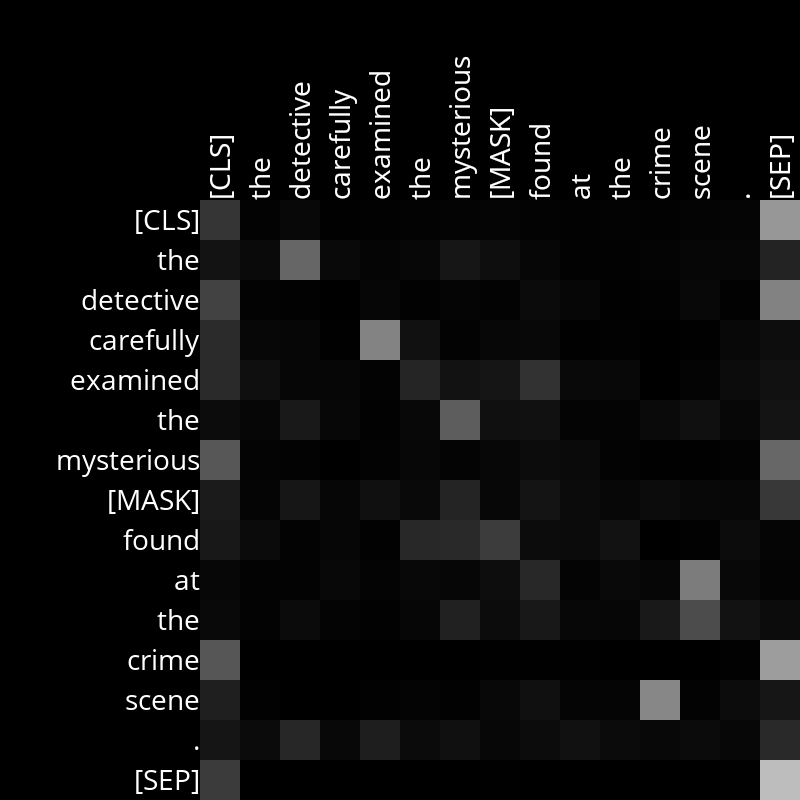 [CLS] the detective carefully examined the mysterious [MASK] found at the crime scene . [SEP]
[CLS]
the
detective
carefully
examined
the
mysterious
[MASK]
found
at
the
crime
scene
.
[SEP]